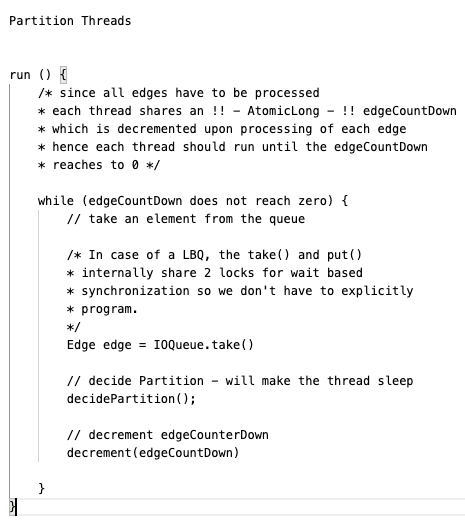 Partition Threads
run () {
/* since all edges have to be processed
* each thread shares an !! - AtomicLong - !! edgeCountDown
* which is decremented upon processing of each edge
* hence each thread should run until the edgeCountDown
* reaches to 0 */
while (edgeCountDown does not reach zero) {
// take an element from the queue
/* In case of a LBQ, the take() and put()
* internally share 2 locks for wait based
* synchronization so we don't have to explicitly
* program.
*/
Edge edge = IOQueue.take()
// decide Partition - will make the thread sleep
decidePartition();
// decrement edgeCounterDown
decrement(edgeCountDown)
}
}